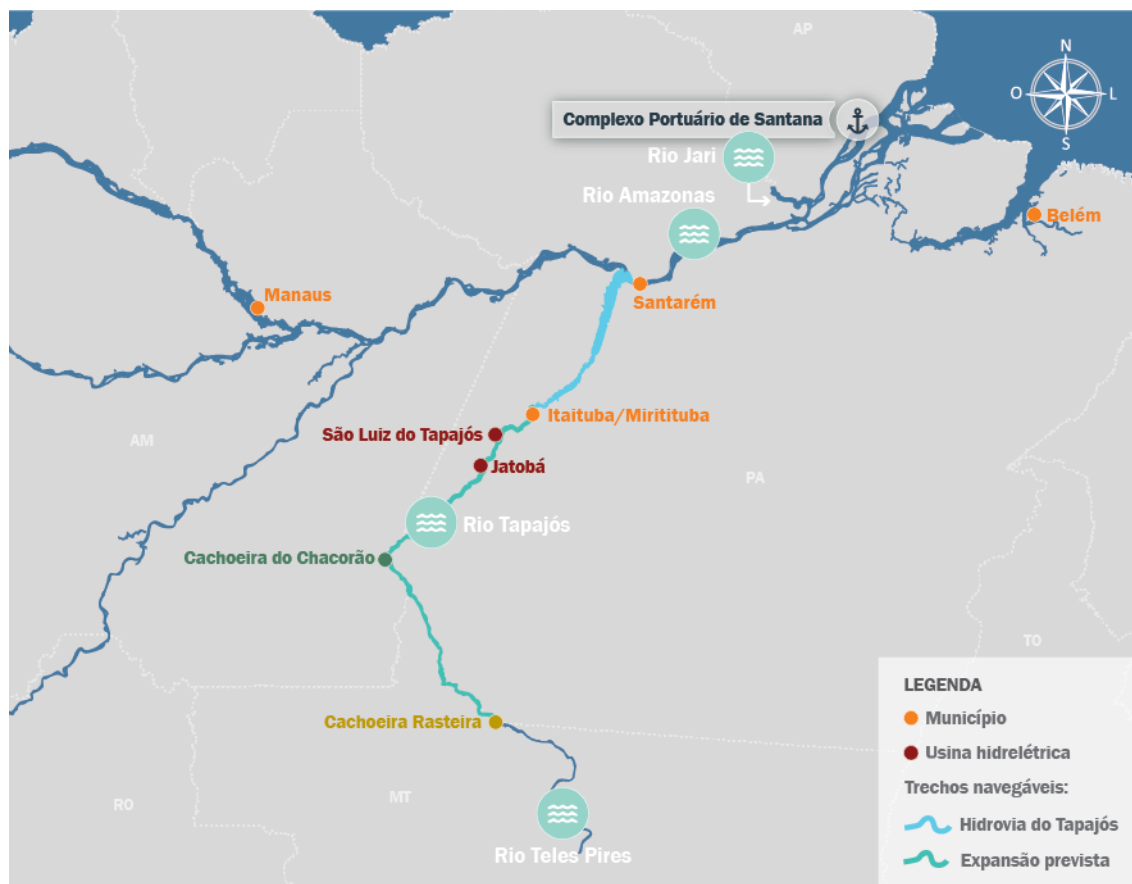 AP
N
O
L
S
Complexo Portuário de Santana
Rio Jari
Rio Amazonas
Belém
Manaus
Santarém
Itaituba/Miritituba
São Luiz do Tapajós
AM
Jatobá
PA
Rio Tapajós
Cachoeira do Chacorão
TO
LEGENDA
Município
Usina hidrelétrica
Trechos navegáveis:
Hidrovia do Tapajós
Expansão prevista
Cachoeira Rasteira
RO
MT
Rio Teles Pires